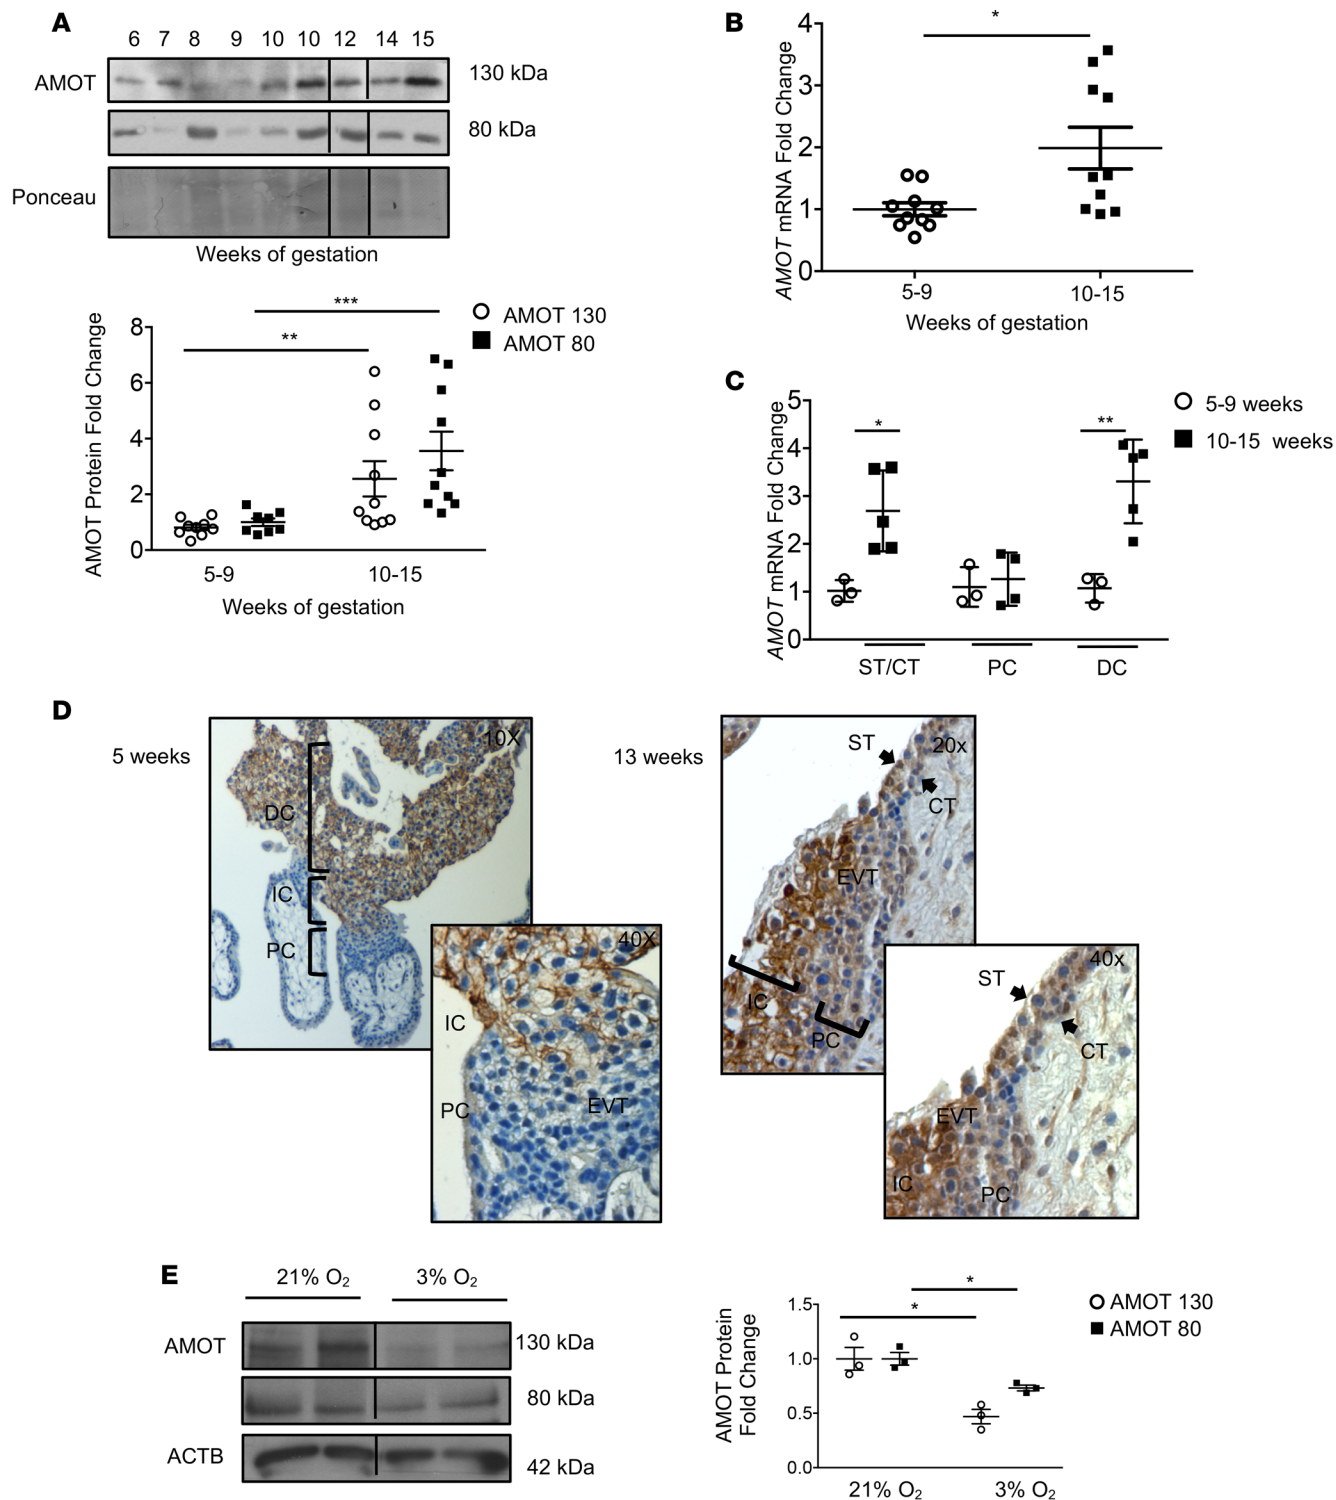 A
6 7 8 9 10 10 12 14 15
AMOT
130 kDa
80 kDa
Ponceau
Weeks of gestation
AMOT Protein Fold Change
8
6
4
2
0
**
***
AMOT 130
AMOT 80
5-9
10-15
Weeks of gestation
B
AMOT mRNA Fold Change
4
3
2
1
0
*
5-9
10-15
Weeks of gestation
C
AMOT mRNA Fold Change
5
4
3
2
1
0
*
**
5-9 weeks
10-15 weeks
ST/CT
PC
DC
D
5 weeks
10X
DC
IC
PC
40X
IC
PC
EVT
13 weeks
20x
ST
CT
EVT
IC
PC
40x
ST
CT
EVT
IC
PC
E
21% O₂
3% O₂
AMOT
130 kDa
80 kDa
ACTB
42 kDa
AMOT Protein
Fold Change
1.5
1.0
0.5
0.0
*
*
AMOT 130
AMOT 80
21% O₂
3% O₂